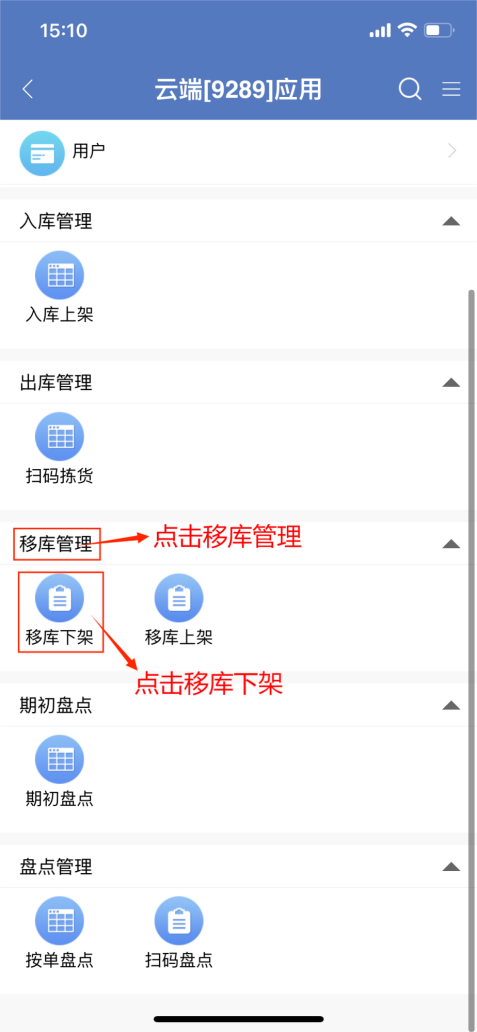 15:10
云端[9289]应用
用户
入库管理
入库上架
出库管理
扫码拣货
移库管理
点击移库管理
移库下架 移库上架
点击移库下架
期初盘点
期初盘点
盘点管理
按单盘点 扫码盘点